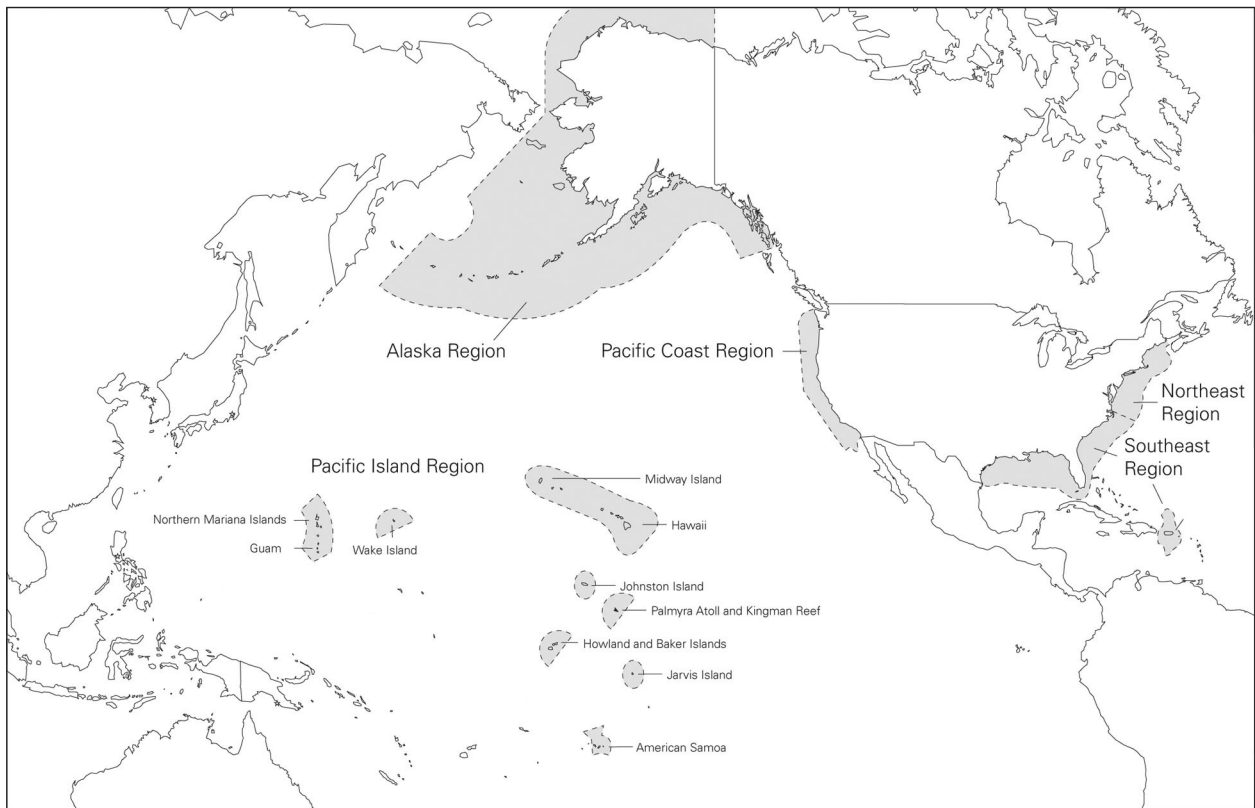 Alaska Region
Pacific Coast Region
Northeast
Region
Southeast
Region
Pacific Island Region
Midway Island
Northern Mariana Islands
Hawaii
Guam
Wake Island
Johnston Island
Palmyra Atoll and Kingman Reef
Howland and Baker Islands
Jarvis Island
American Samoa